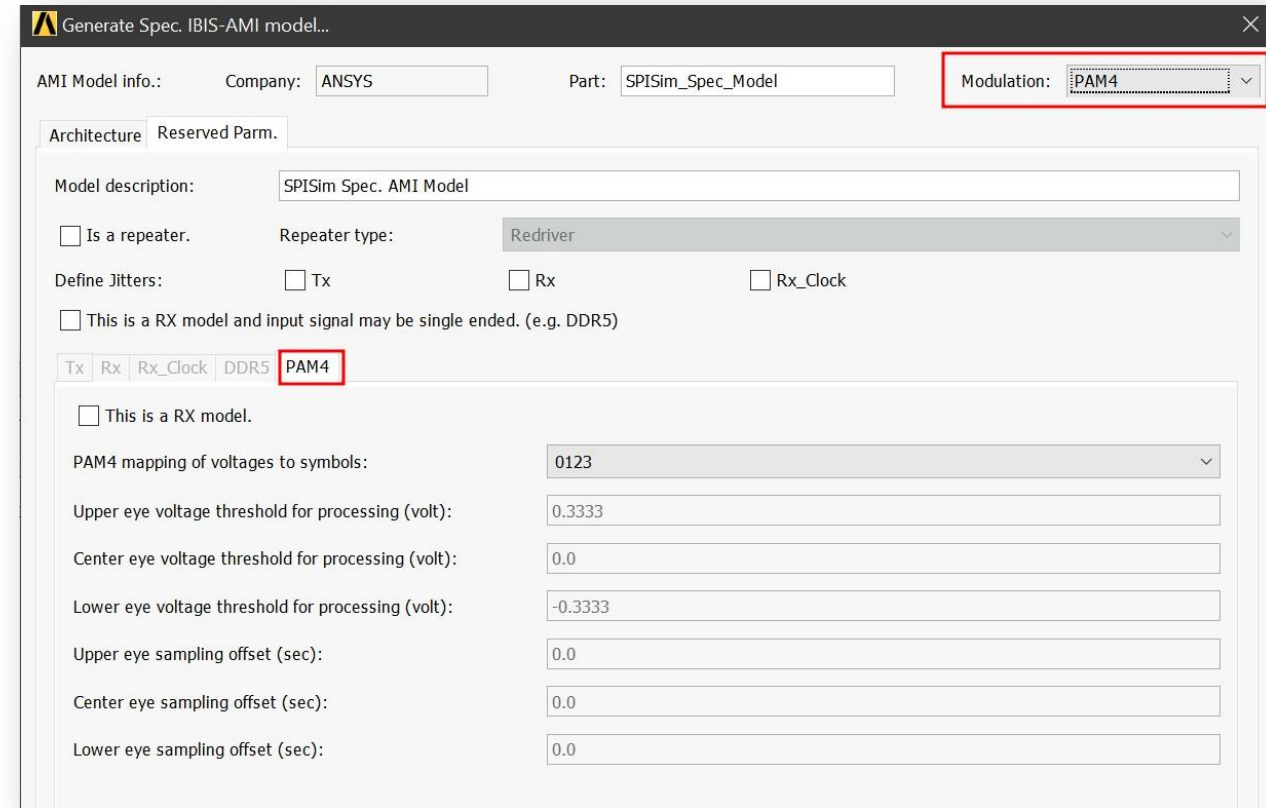 Generate Spec. IBIS-AMI model...
AMI Model info.: Company: ANSYS Part: SPISim_Spec_Model Modulation: PAM4
Architecture Reserved Parm.
Model description: SPISim Spec. AMI Model
Is a repeater. Repeater type: Redriver
Define Jitters: Tx Rx Rx_Clock
This is a RX model and input signal may be single ended. (e.g. DDR5)
Tx Rx Rx_Clock DDR5 PAM4
This is a RX model.
PAM4 mapping of voltages to symbols: 0123
Upper eye voltage threshold for processing (volt): 0.3333
Center eye voltage threshold for processing (volt): 0.0
Lower eye voltage threshold for processing (volt): -0.3333
Upper eye sampling offset (sec): 0.0
Center eye sampling offset (sec): 0.0
Lower eye sampling offset (sec): 0.0